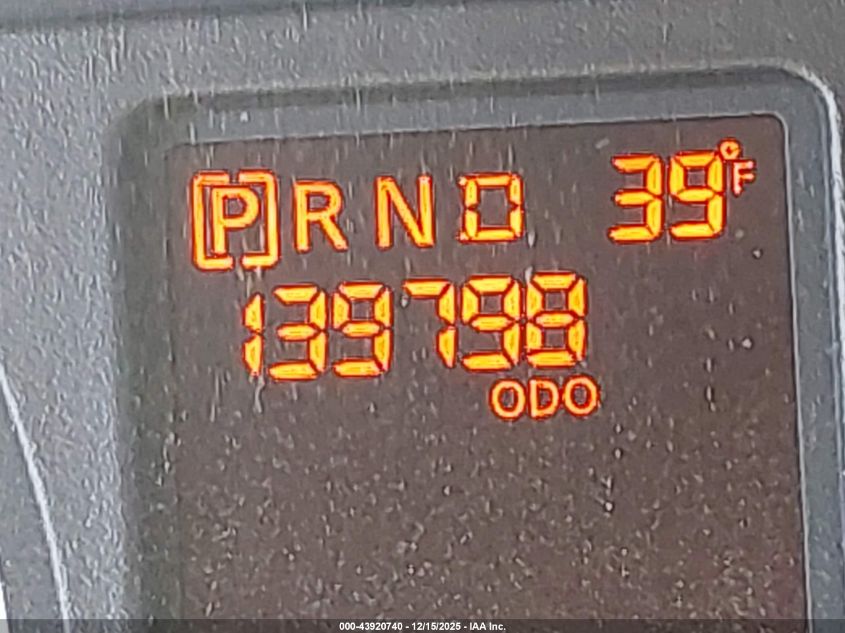 [P] R N D 39°F
139798
ODO
000-43920740 - 12/15/2025 - IAA Inc.